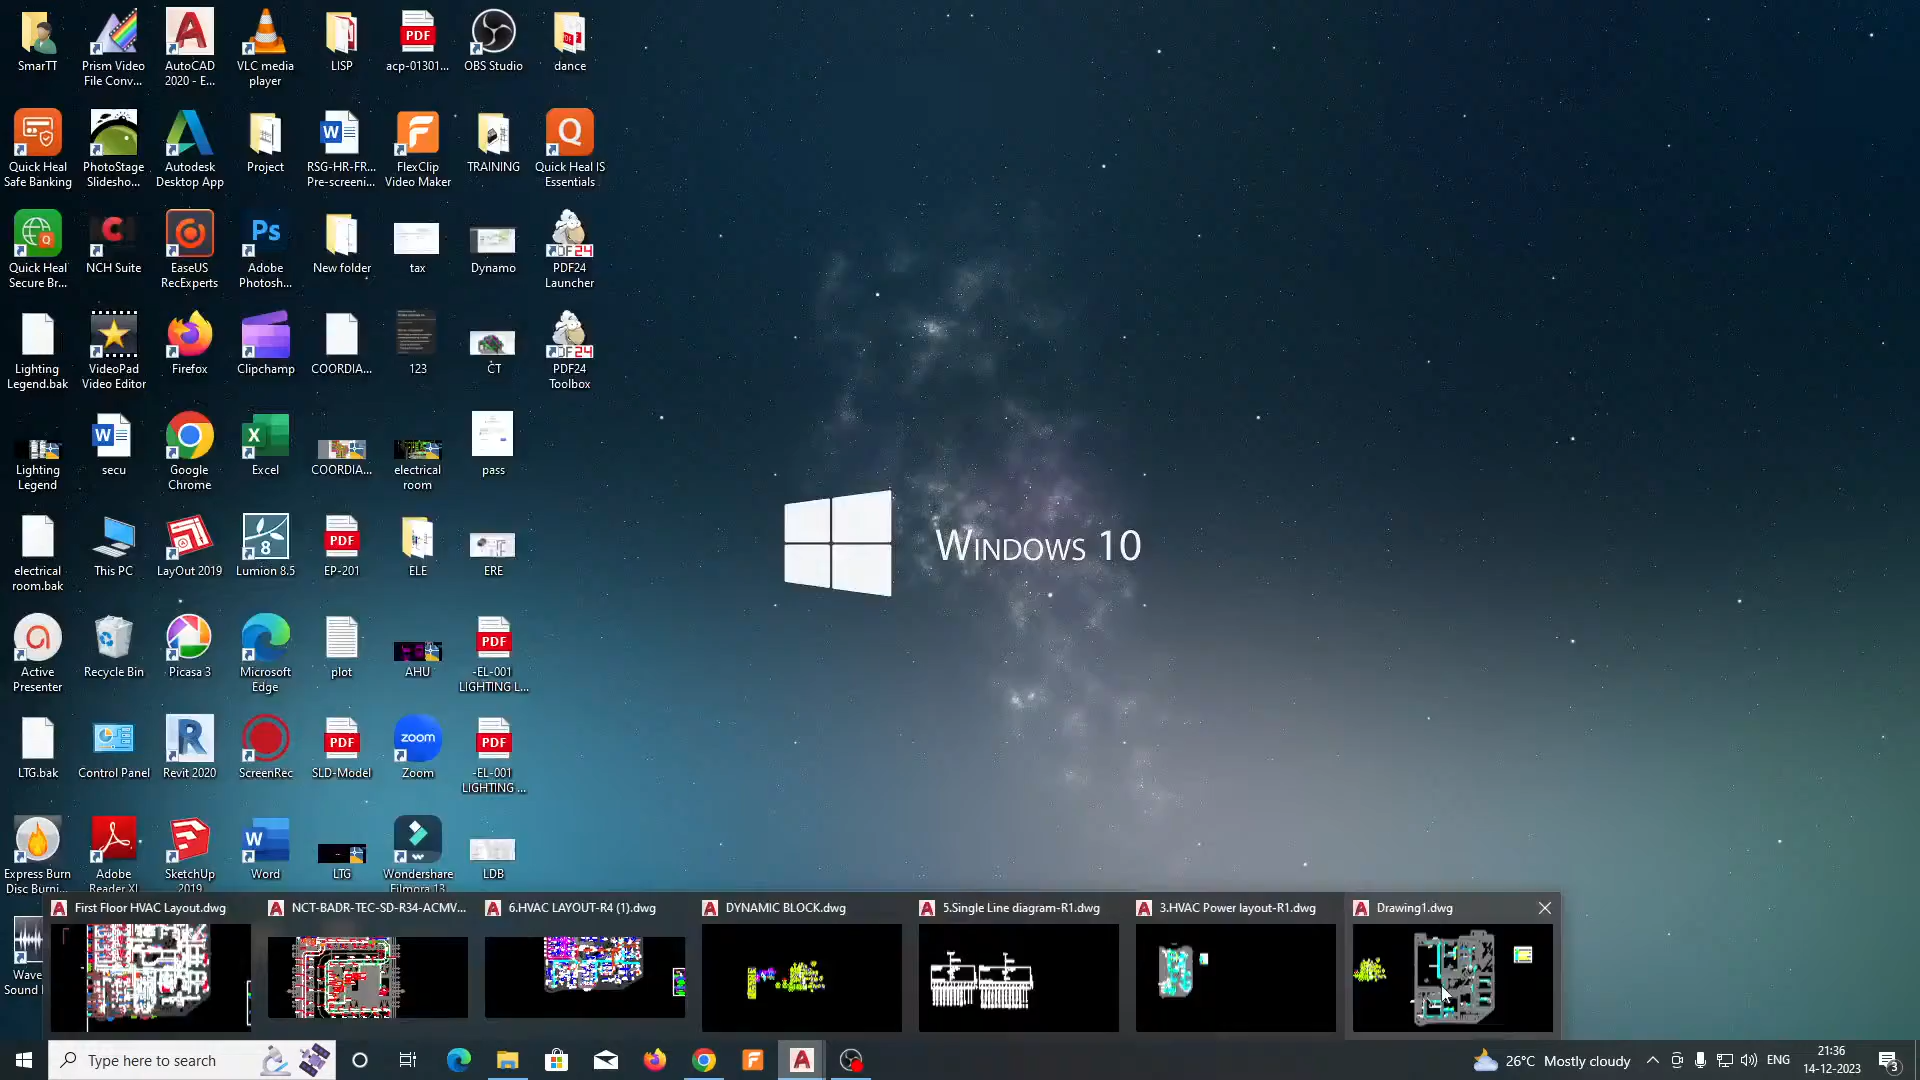 SmarTT
Prism Video
File Conv...
AutoCAD
2020 - E...
VLC media
player
LISP
PDF
acp-01301...
OBS Studio
dance
Quick Heal
Safe Banking
PhotoStage
Slidesho...
Autodesk
Desktop App
Project
RSG-HR-FR...
Pre-screeni...
FlexClip
Video Maker
TRAINING
Quick Heal IS
Essentials
Quick Heal
Secure Br...
NCH Suite
EaseUS
RecExperts
Ps
Adobe
Photosh...
New folder
tax
Dynamo
PDF24
Launcher
Lighting
Legend.bak
VideoPad
Video Editor
Firefox
Clipchamp
COORDIA...
123
CT
PDF24
Toolbox
Lighting
Legend
secu
Google
Chrome
Excel
COORDIA...
electrical
room
pass
electrical
room.bak
This PC
LayOut 2019
8
Lumion 8.5
PDF
EP-201
ELE
ERE
WINDOWS 10
Active
Presenter
Recycle Bin
Picasa 3
Microsoft
Edge
plot
AHU
PDF
-EL-001
LIGHTING L...
LTG.bak
Control Panel
Revit 2020
ScreenRec
PDF
SLD-Model
zoom
Zoom
PDF
-EL-001
LIGHTING ...
Express Burn
Disc Burni...
Adobe
Reader XI
SketchUp
2019
Word
LTG
Wondershare
Filmora 13
LDB
Wave
Sound
First Floor HVAC Layout.dwg
NCT-BADR-TEC-SD-R34-ACMV...
6.HVAC LAYOUT-R4 (1).dwg
DYNAMIC BLOCK.dwg
5.Single Line diagram-R1.dwg
3.HVAC Power layout-R1.dwg
Drawing1.dwg
Type here to search
26°C Mostly cloudy
ENG
21:36
14-12-2023
3